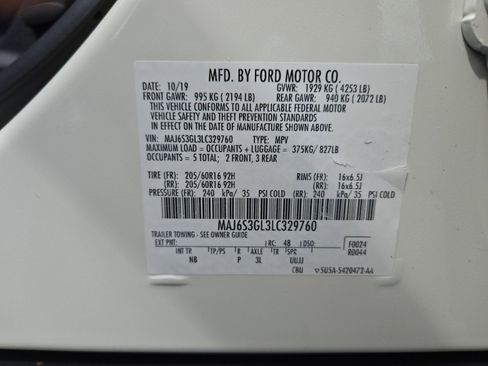 MFD. BY FORD MOTOR CO.
DATE: 10/19 GVWR: 1929 KG ( 4253 LB)
FRONT GAWR: 995 KG ( 2194 LB) REAR GAWR: 940 KG ( 2072 LB)
THIS VEHICLE CONFORMS TO ALL APPLICABLE FEDERAL MOTOR
VEHICLE SAFETY AND THEFT PREVENTION STANDARDS
IN EFFECT ON THE DATE OF MANUFACTURE SHOWN ABOVE.
VIN: MAJ6S3GL3LC329760 TYPE: MPV
MAXIMUM LOAD = OCCUPANTS + LUGGAGE = 375KG/ 827LB
OCCUPANTS = 5 TOTAL; 2 FRONT, 3 REAR
TIRE (FR): 205/60R16 92H RIMS (FR) 16x6.5J
(RR): 205/60R16 92H (RR): 16x6.5J
PRESSURE (FR): 240 kPa/ 35 PSI COLD (RR): 240 kPa/ 35 PSI COLD
MAJ6S3GL3LC329760
TRAILER TOWING - SEE OWNER GUIDE
EXT PNT: RC: 48 DSO: F0024
INT TR TP/PS R AXLE TR SPR R0044
NB P 3L UUJJ
CBU 5U5A-5420472-AA